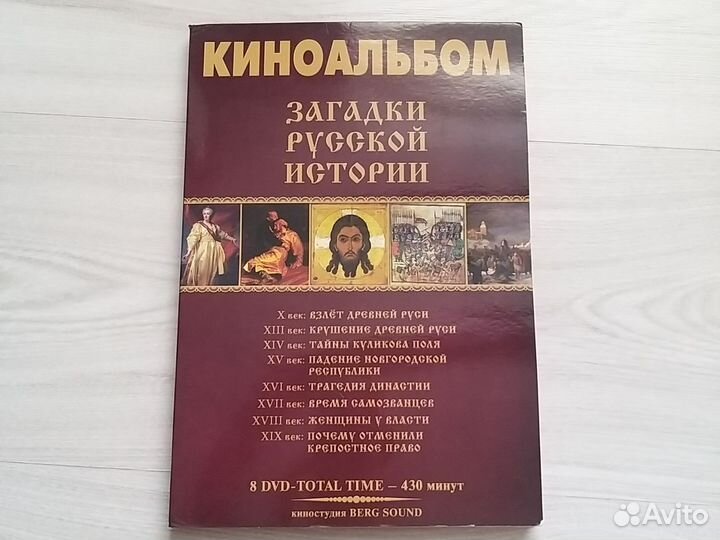 КИНОАЛЬБОМ
ЗАГАДКИ
РУССКОЙ
ИСТОРИИ
X век: ВЗЛЁТ ДРЕВНЕЙ РУСИ
XIII век: КРУШЕНИЕ ДРЕВНЕЙ РУСИ
XIV век: ТАЙНЫ КУЛИКОВА ПОЛЯ
XV век: ПАДЕНИЕ НОВГОРОДСКОЙ
РЕСПУБЛИКИ
XVI век: ТРАГЕДИЯ ДИНАСТИИ
XVII век: ВРЕМЯ САМОЗВАНЦЕВ
XVIII век: ЖЕНЩИНЫ У ВЛАСТИ
XIX век: ПОЧЕМУ ОТМЕНИЛИ
КРЕПОСТНОЕ ПРАВО
8 DVD-TOTAL TIME – 430 минут
киностудия BERG SOUND
Avito